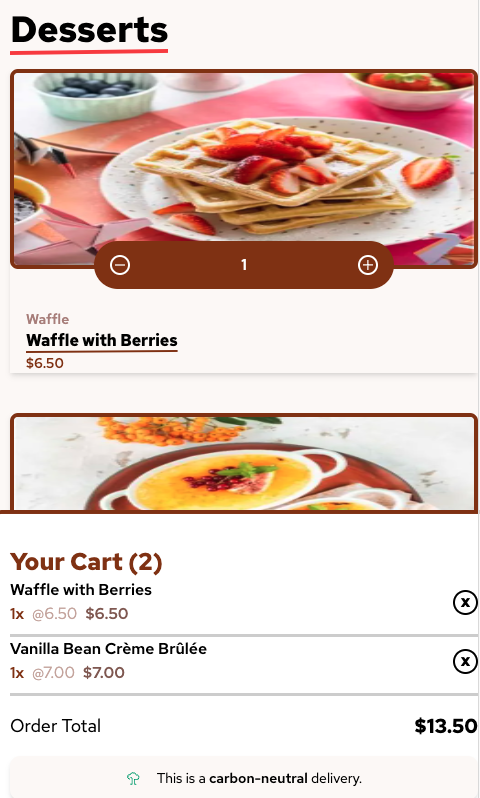 Desserts
1
Waffle
Waffle with Berries
$6.50
Your Cart (2)
Waffle with Berries
1x @6.50 $6.50
x
Vanilla Bean Crème Brûlée
1x @7.00 $7.00
x
Order Total $13.50
This is a carbon-neutral delivery.